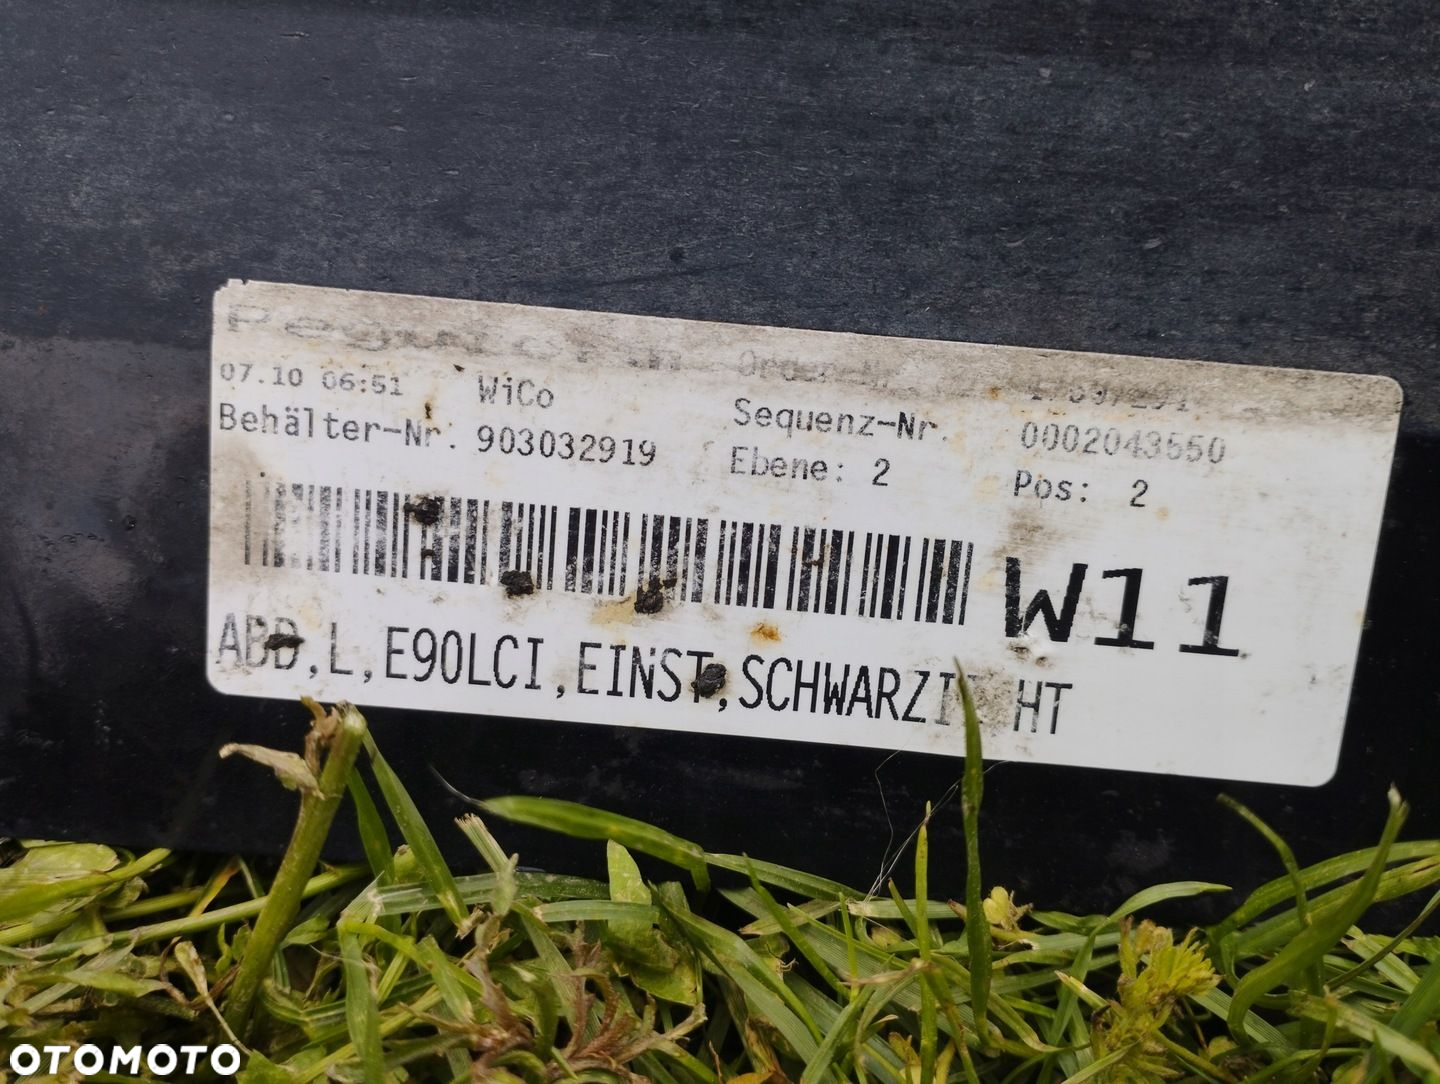 07.10 06:51 WiCo
Sequenz-Nr. 0002043550
Behälter-Nr. 903032919 Ebene: 2 Pos: 2
W11
ABD,L,E90LCI,EINST,
OTOMOTO